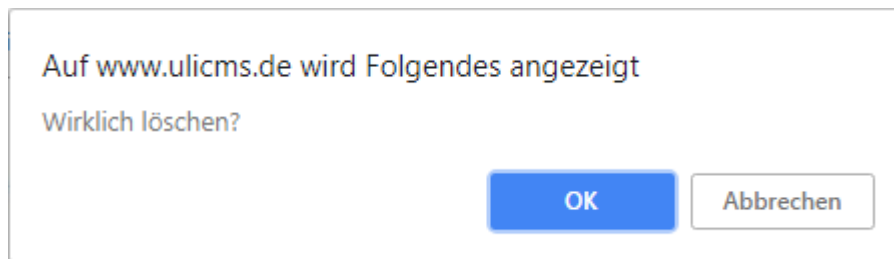 Auf www.ulicms.de wird Folgendes angezeigt
Wirklich löschen?
OK Abbrechen